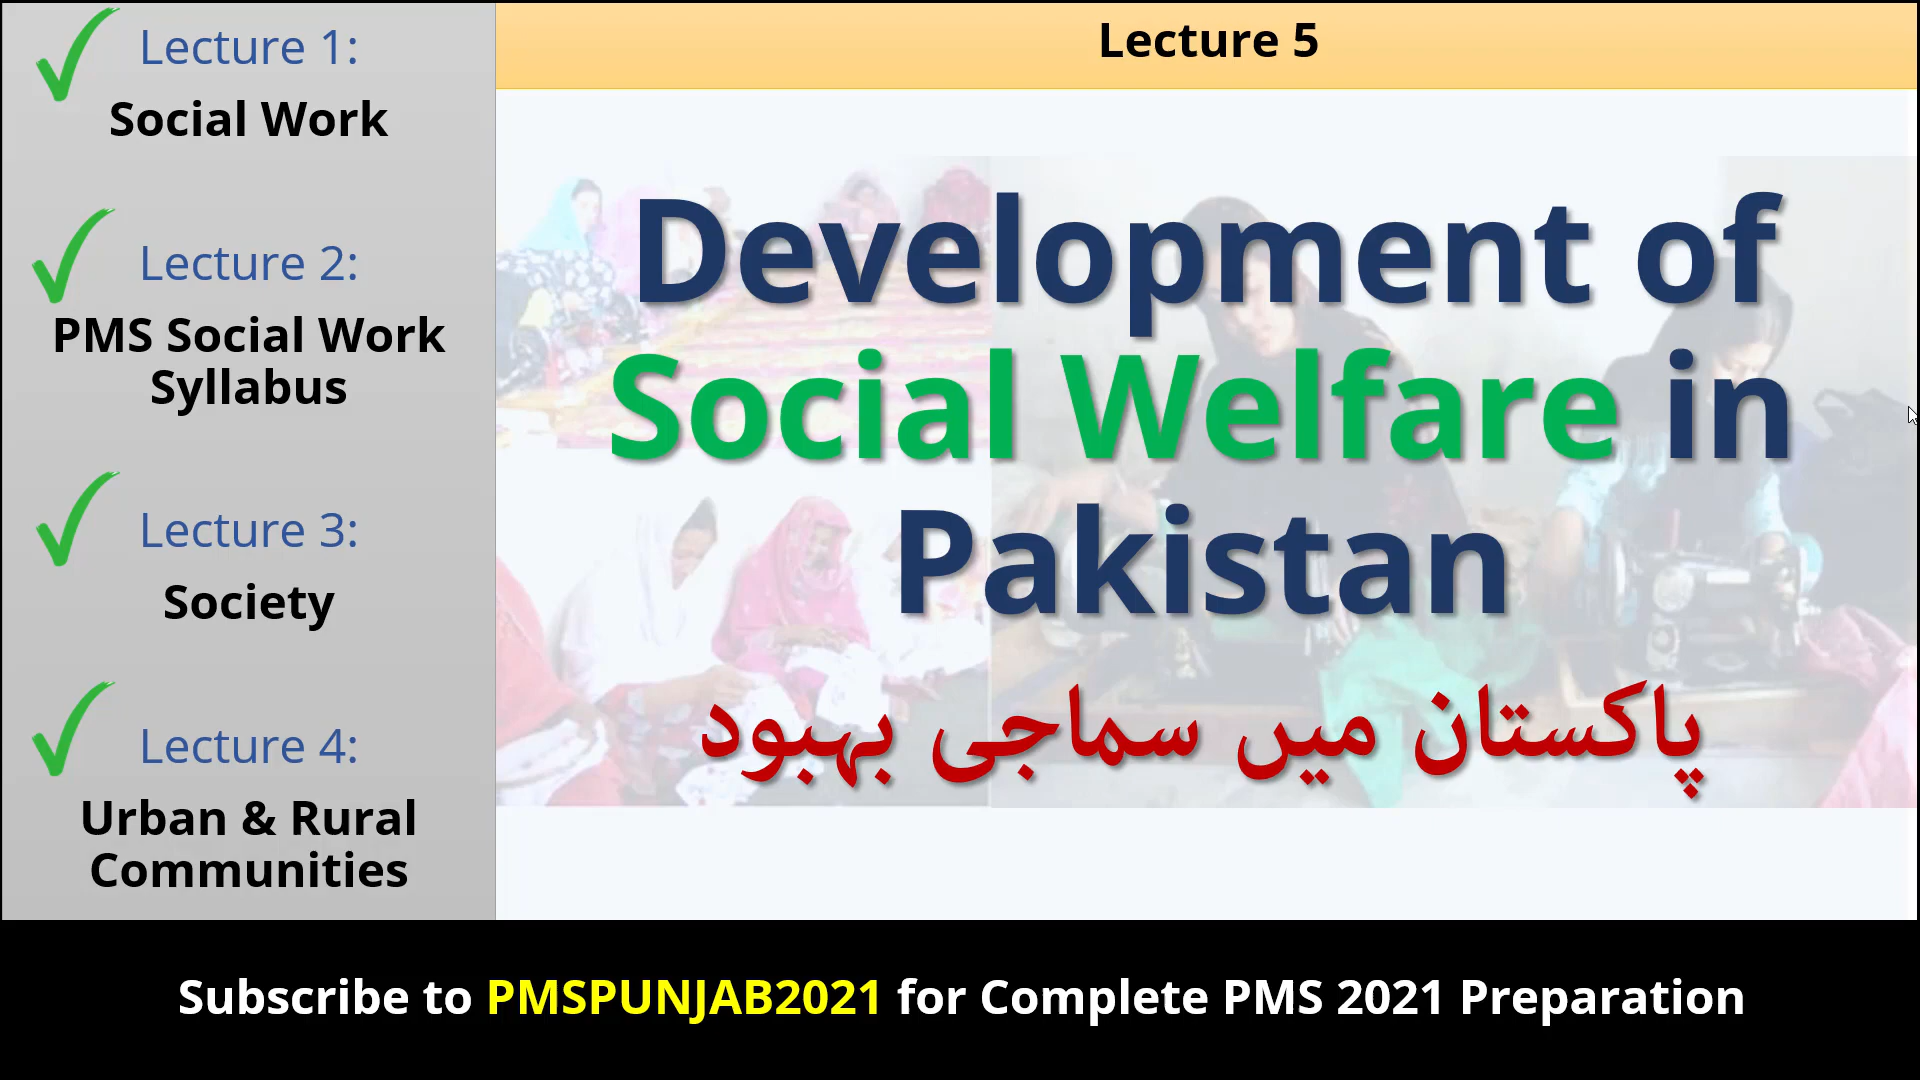 Lecture 1:
Social Work
Lecture 2:
PMS Social Work
Syllabus
Lecture 3:
Society
Lecture 4:
Urban & Rural
Communities
Lecture 5
Development of
Social Welfare in
Pakistan
پاکستان میں سماجی بہبود
Subscribe to PMSPUNJAB2021 for Complete PMS 2021 Preparation